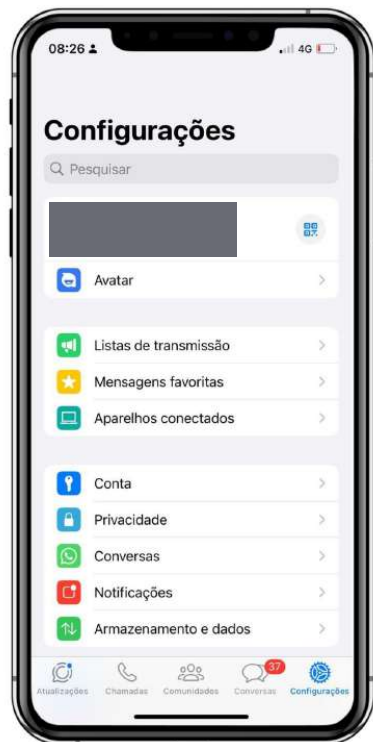 08:26
4G
Configurações
Pesquisar
Avatar
Listas de transmissão
Mensagens favoritas
Aparelhos conectados
Conta
Privacidade
Conversas
Notificações
Armazenamento e dados
37
Atualizações Chamadas Comunidades Conversas Configurações